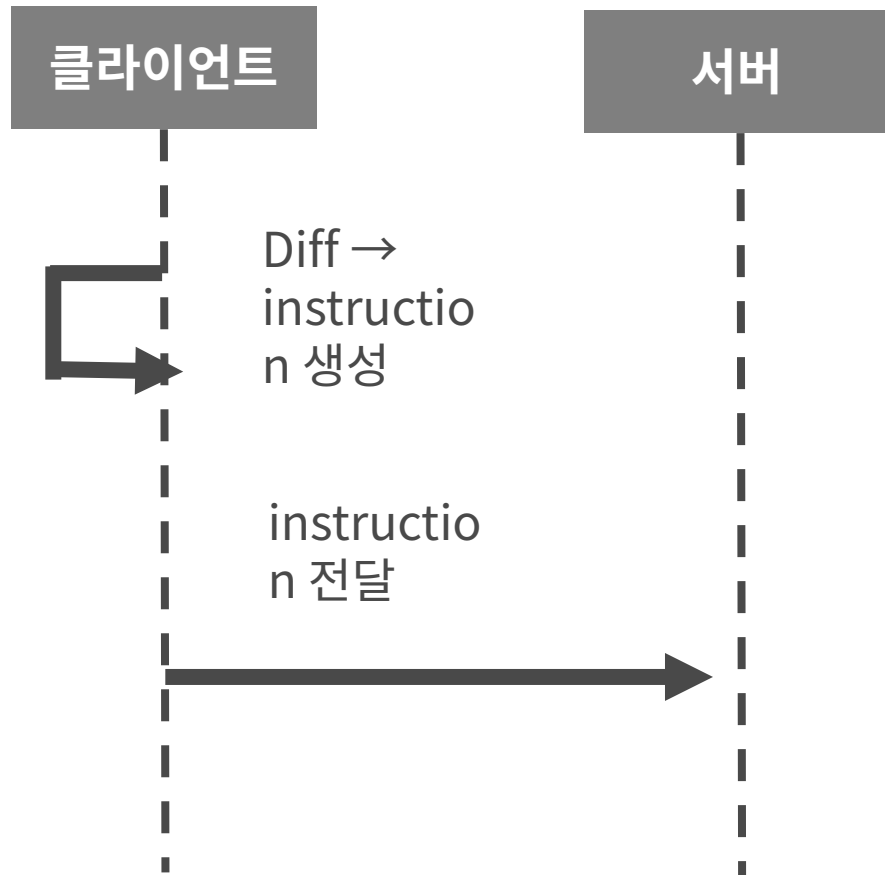 클라이언트
서버
Diff →
instructio
n 생성
instructio
n 전달